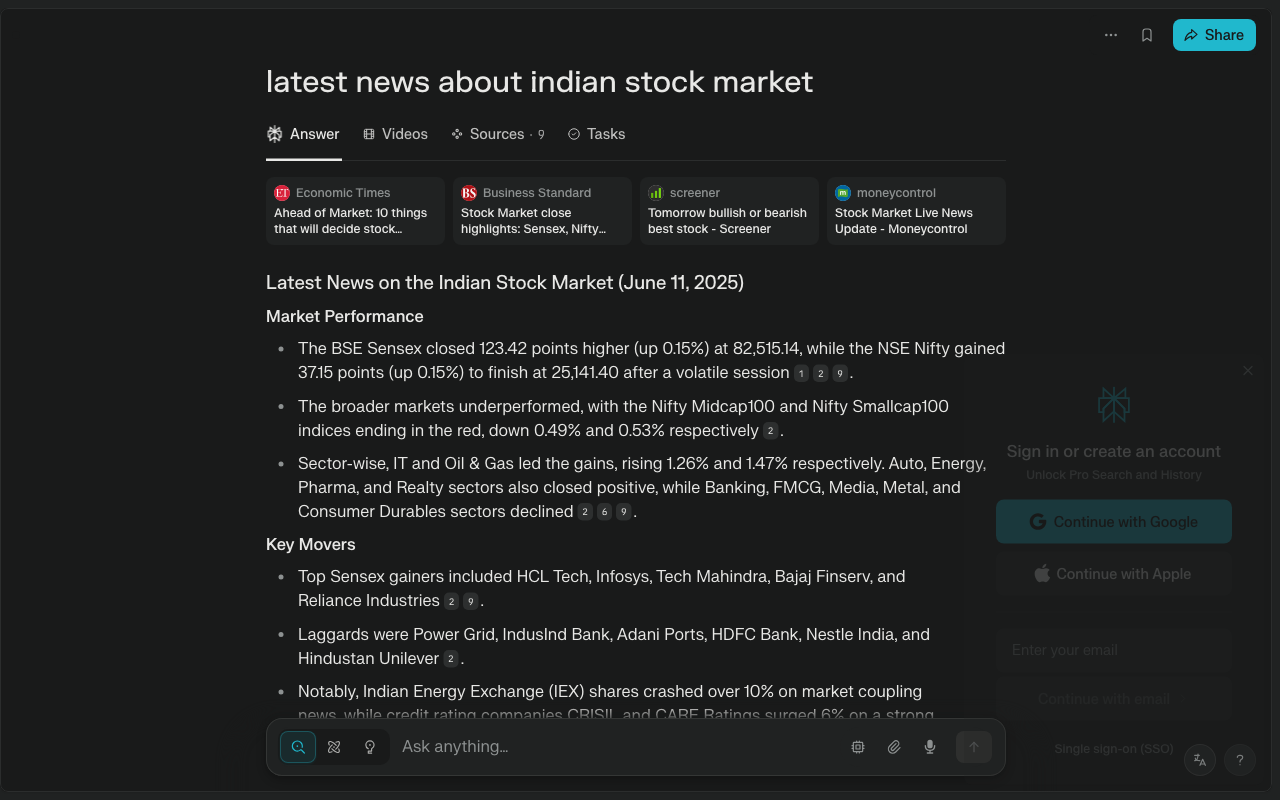 Share
latest news about indian stock market
Answer
Videos
Sources · 9
Tasks
Economic Times
Ahead of Market: 10 things
that will decide stock…
Business Standard
Stock Market close
highlights: Sensex, Nifty…
screener
Tomorrow bullish or bearish
best stock - Screener
moneycontrol
Stock Market Live News
Update - Moneycontrol
Latest News on the Indian Stock Market (June 11, 2025)
Market Performance
• The BSE Sensex closed 123.42 points higher (up 0.15%) at 82,515.14, while the NSE Nifty gained
37.15 points (up 0.15%) to finish at 25,141.40 after a volatile session 1 2 9 .
• The broader markets underperformed, with the Nifty Midcap100 and Nifty Smallcap100
indices ending in the red, down 0.49% and 0.53% respectively 2 .
• Sector-wise, IT and Oil & Gas led the gains, rising 1.26% and 1.47% respectively. Auto, Energy,
Pharma, and Realty sectors also closed positive, while Banking, FMCG, Media, Metal, and
Consumer Durables sectors declined 2 6 9 .
Key Movers
• Top Sensex gainers included HCL Tech, Infosys, Tech Mahindra, Bajaj Finserv, and
Reliance Industries 2 9 .
• Laggards were Power Grid, IndusInd Bank, Adani Ports, HDFC Bank, Nestle India, and
Hindustan Unilever 2 .
• Notably, Indian Energy Exchange (IEX) shares crashed over 10% on market coupling
news, while credit rating companies CRISIL and CARE Ratings surged 6% on a strong
Ask anything...
Sign in or create an account
Unlock Pro Search and History
Continue with Google
Continue with Apple
Enter your email
Continue with email
Single sign-on (SSO)
?